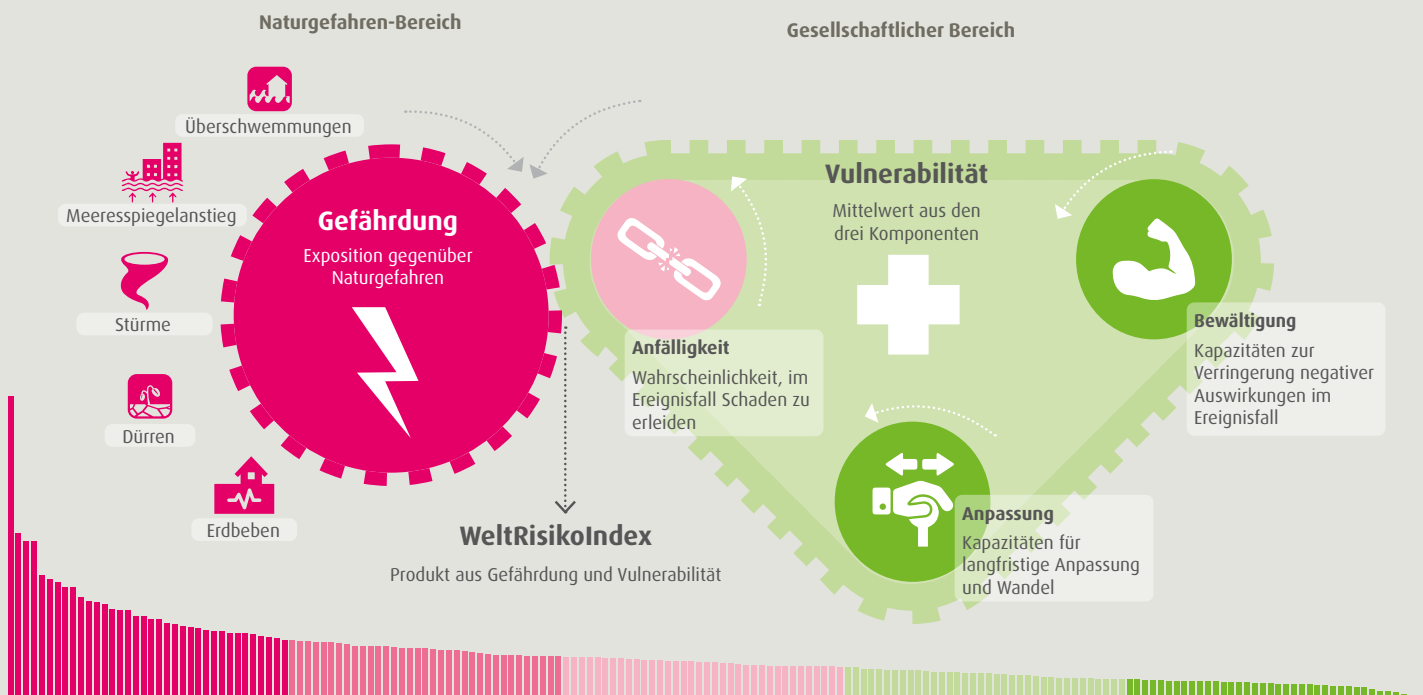 Naturgefahren-Bereich
Gesellschaftlicher Bereich
Überschwemmungen
Meeresspiegelanstieg
Stürme
Dürren
Erdbeben
Gefährdung
Exposition gegenüber
Naturgefahren
Vulnerabilität
Mittelwert aus den
drei Komponenten
Anfälligkeit
Wahrscheinlichkeit, im
Ereignisfall Schaden zu
erleiden
Bewältigung
Kapazitäten zur
Verringerung negativer
Auswirkungen im
Ereignisfall
Anpassung
Kapazitäten für
langfristige Anpassung
und Wandel
WeltRisikoIndex
Produkt aus Gefährdung und Vulnerabilität